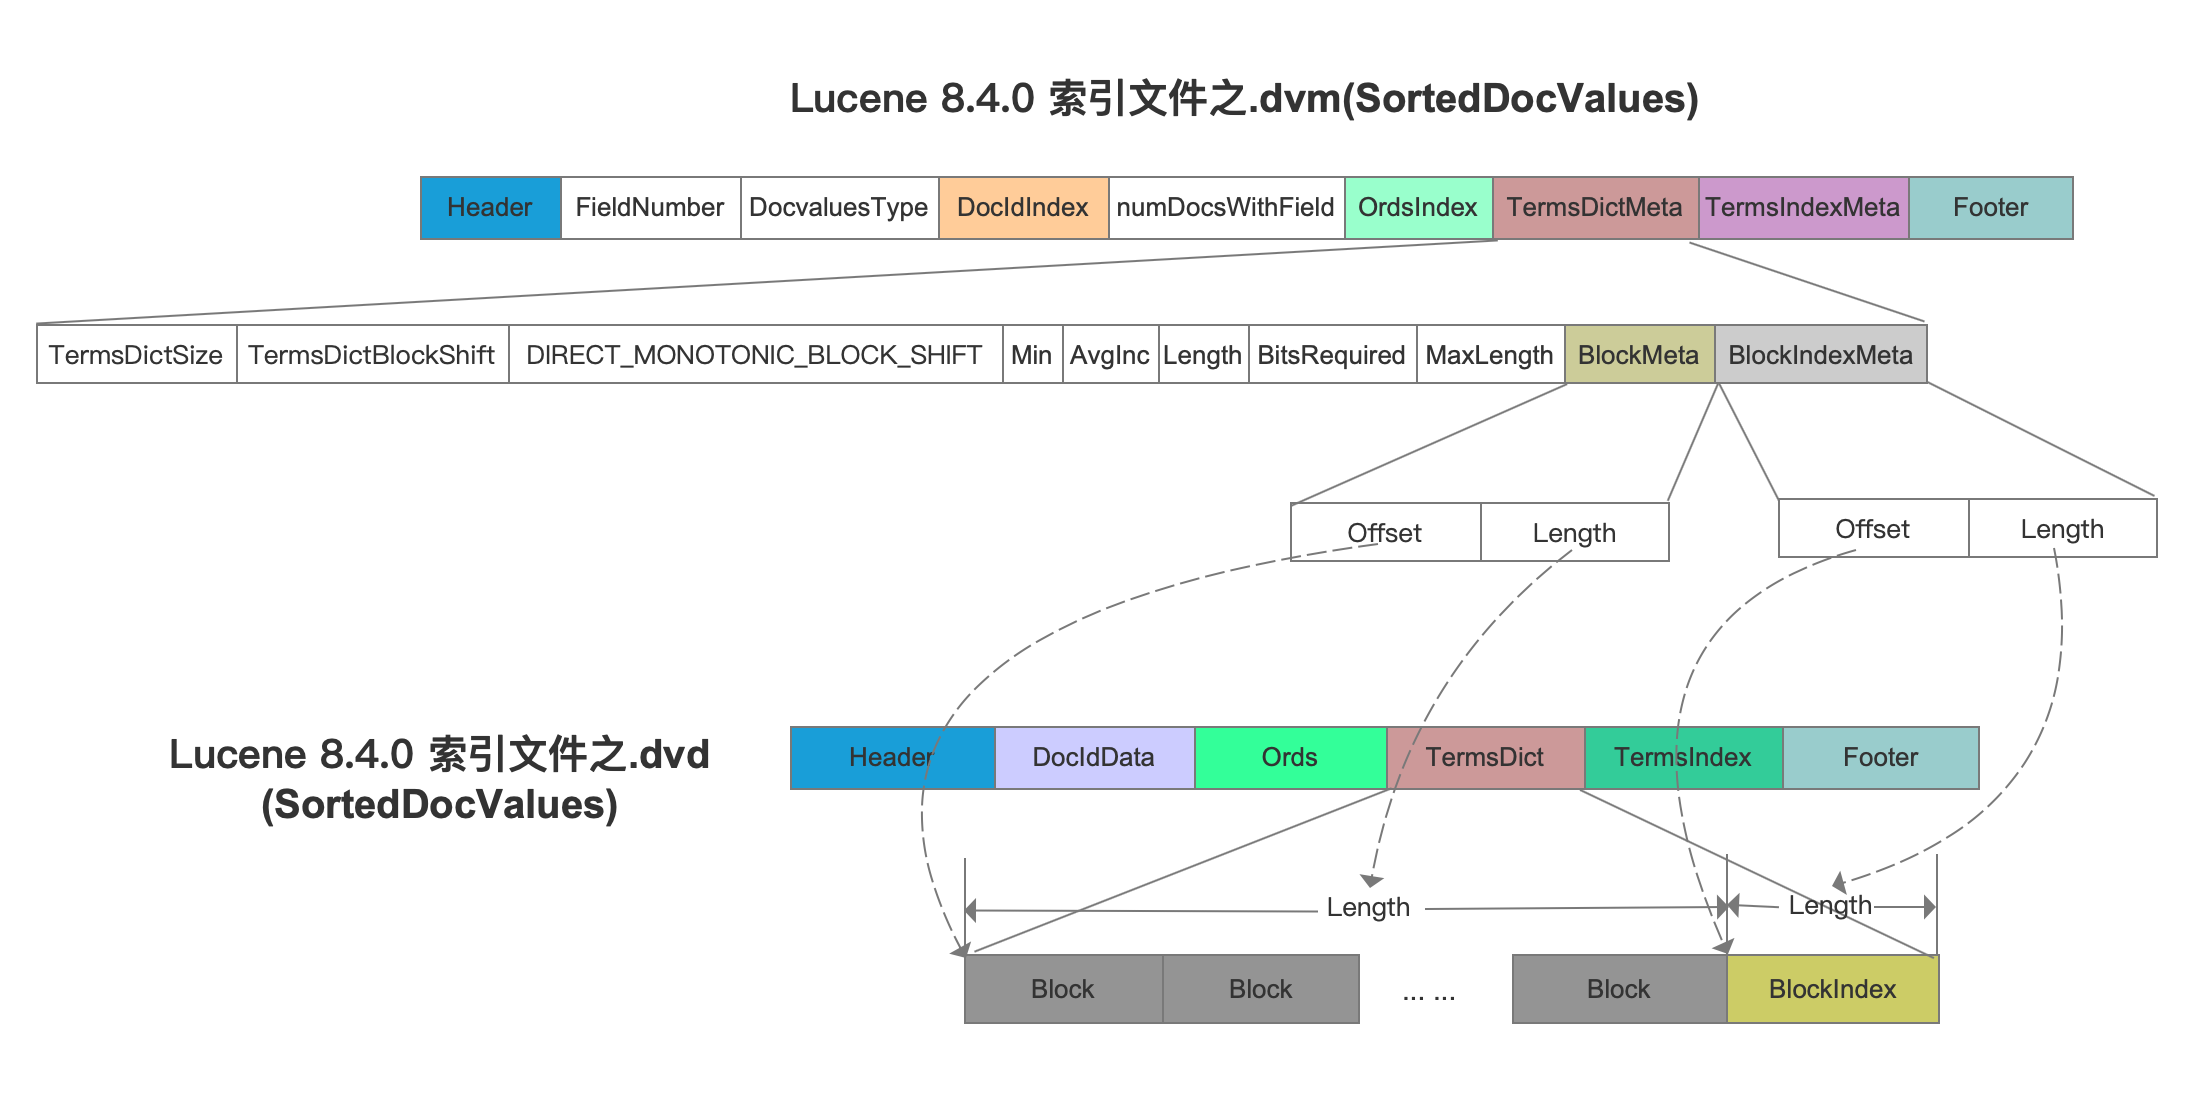 Lucene 8.4.0 索引文件之.dvm(SortedDocValues)
Header FieldNumber DocvaluesType DocIdIndex numDocsWithField OrdsIndex TermsDictMeta TermsIndexMeta Footer
TermsDictSize TermsDictBlockShift DIRECT_MONOTONIC_BLOCK_SHIFT Min AvgInc Length BitsRequired MaxLength BlockMeta BlockIndexMeta
Offset Length Offset Length
Lucene 8.4.0 索引文件之.dvd
(SortedDocValues)
Header DocIdData Ords TermsDict TermsIndex Footer
Length Length
Block Block ... ... Block BlockIndex